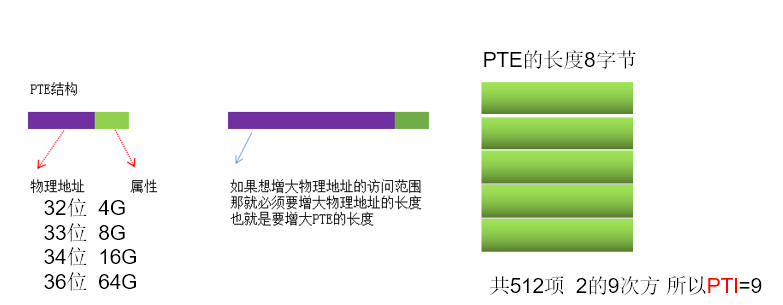 PTE的长度8字节
PTE结构
物理地址 属性
32位 4G
33位 8G
34位 16G
36位 64G
如果想增大物理地址的访问范围
那就必须要增大物理地址的长度
也就是要增大PTE的长度
共512项 2的9次方 所以PTI=9